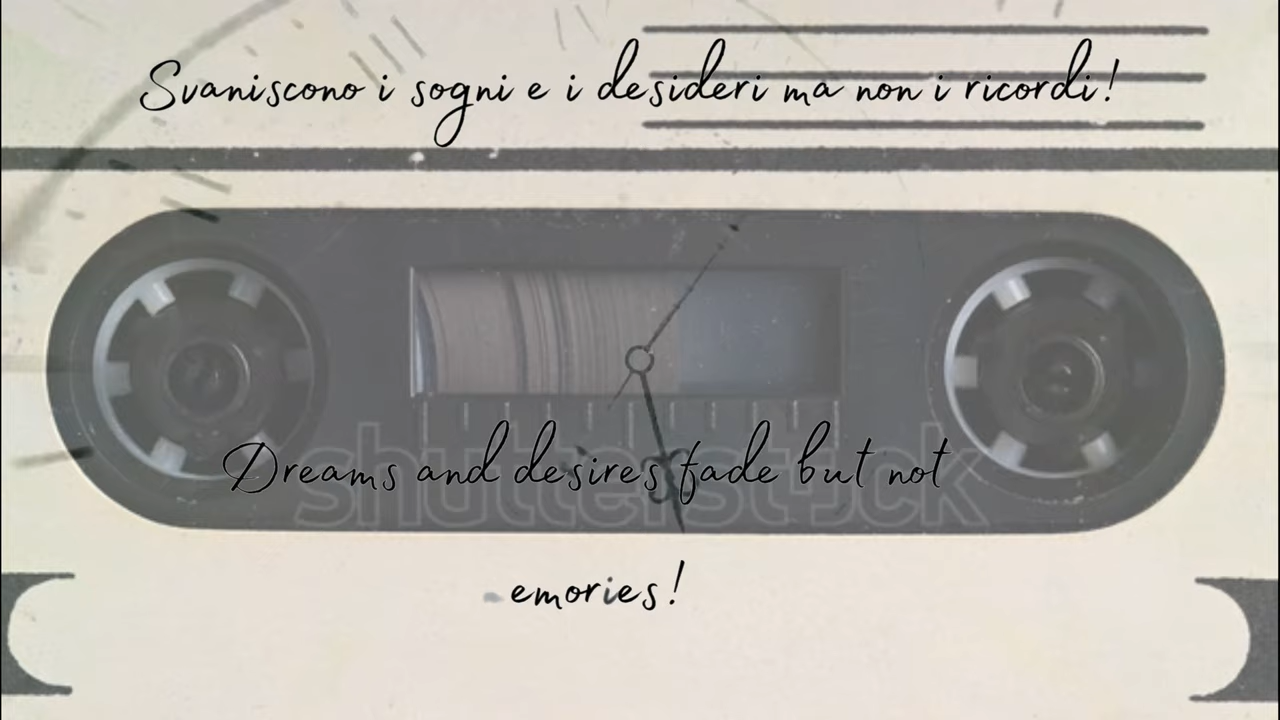 Svaniscono i sogni e i desideri ma non i ricordi!
Dreams and desires fade but not
shutterstock
emories!